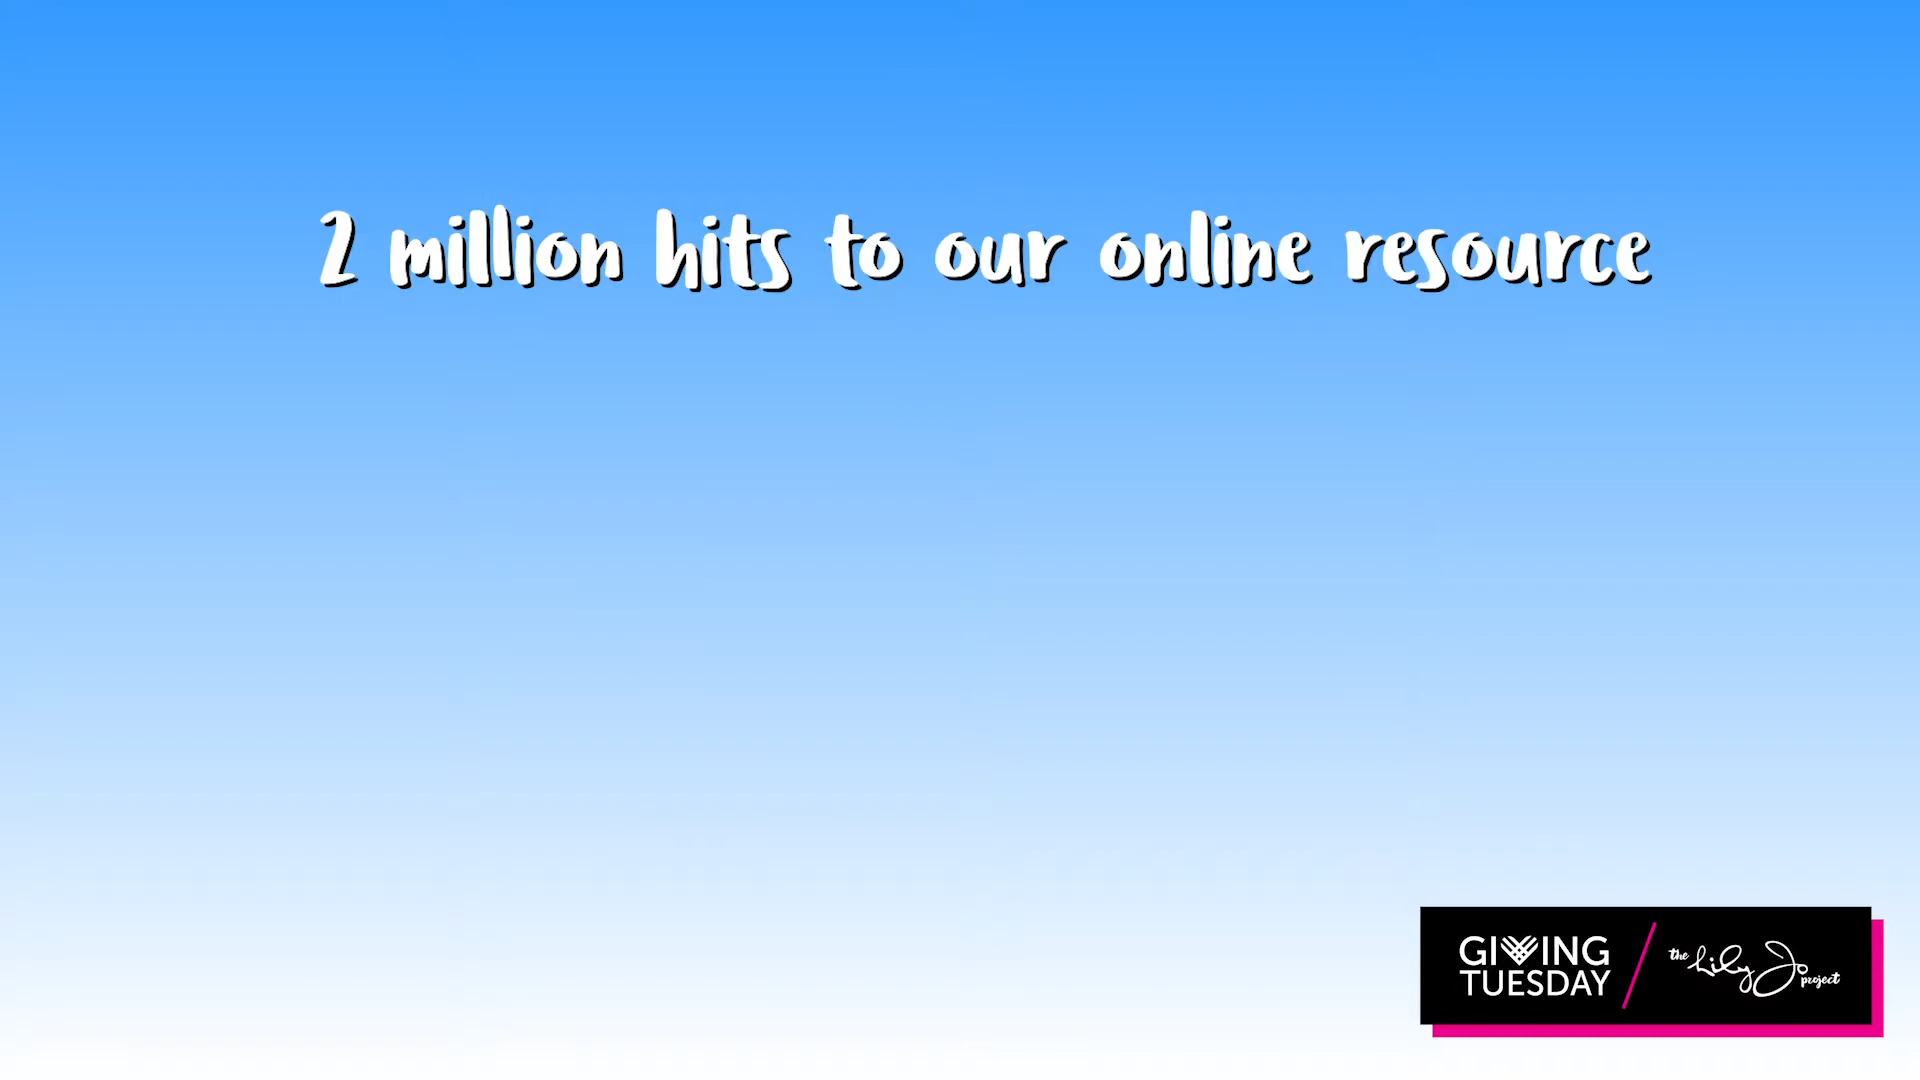 2 million hits to our online resource
GIVING
TUESDAY
the Lily Jo project